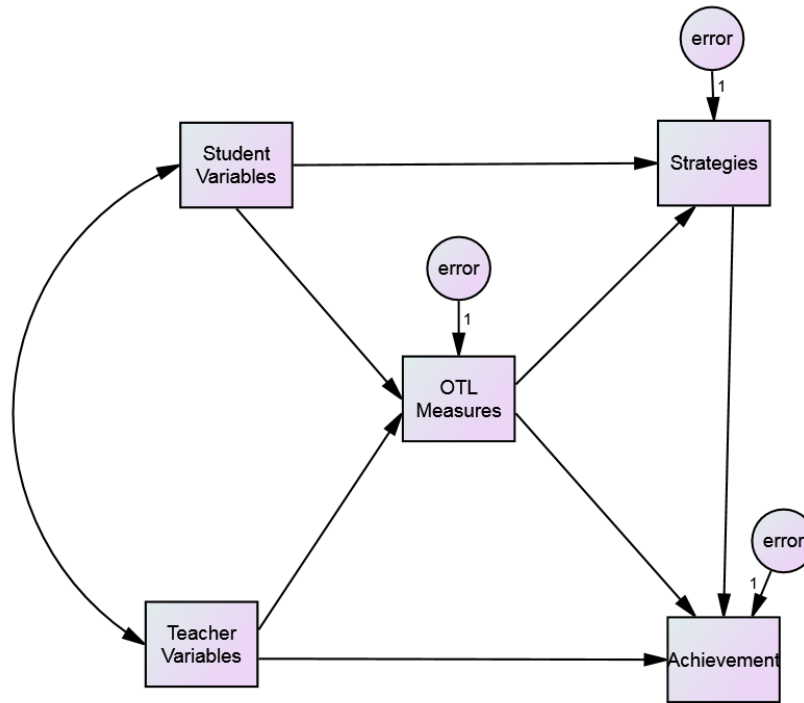 error
1
Student
Variables
Strategies
error
1
OTL
Measures
error
1
Teacher
Variables
Achievement